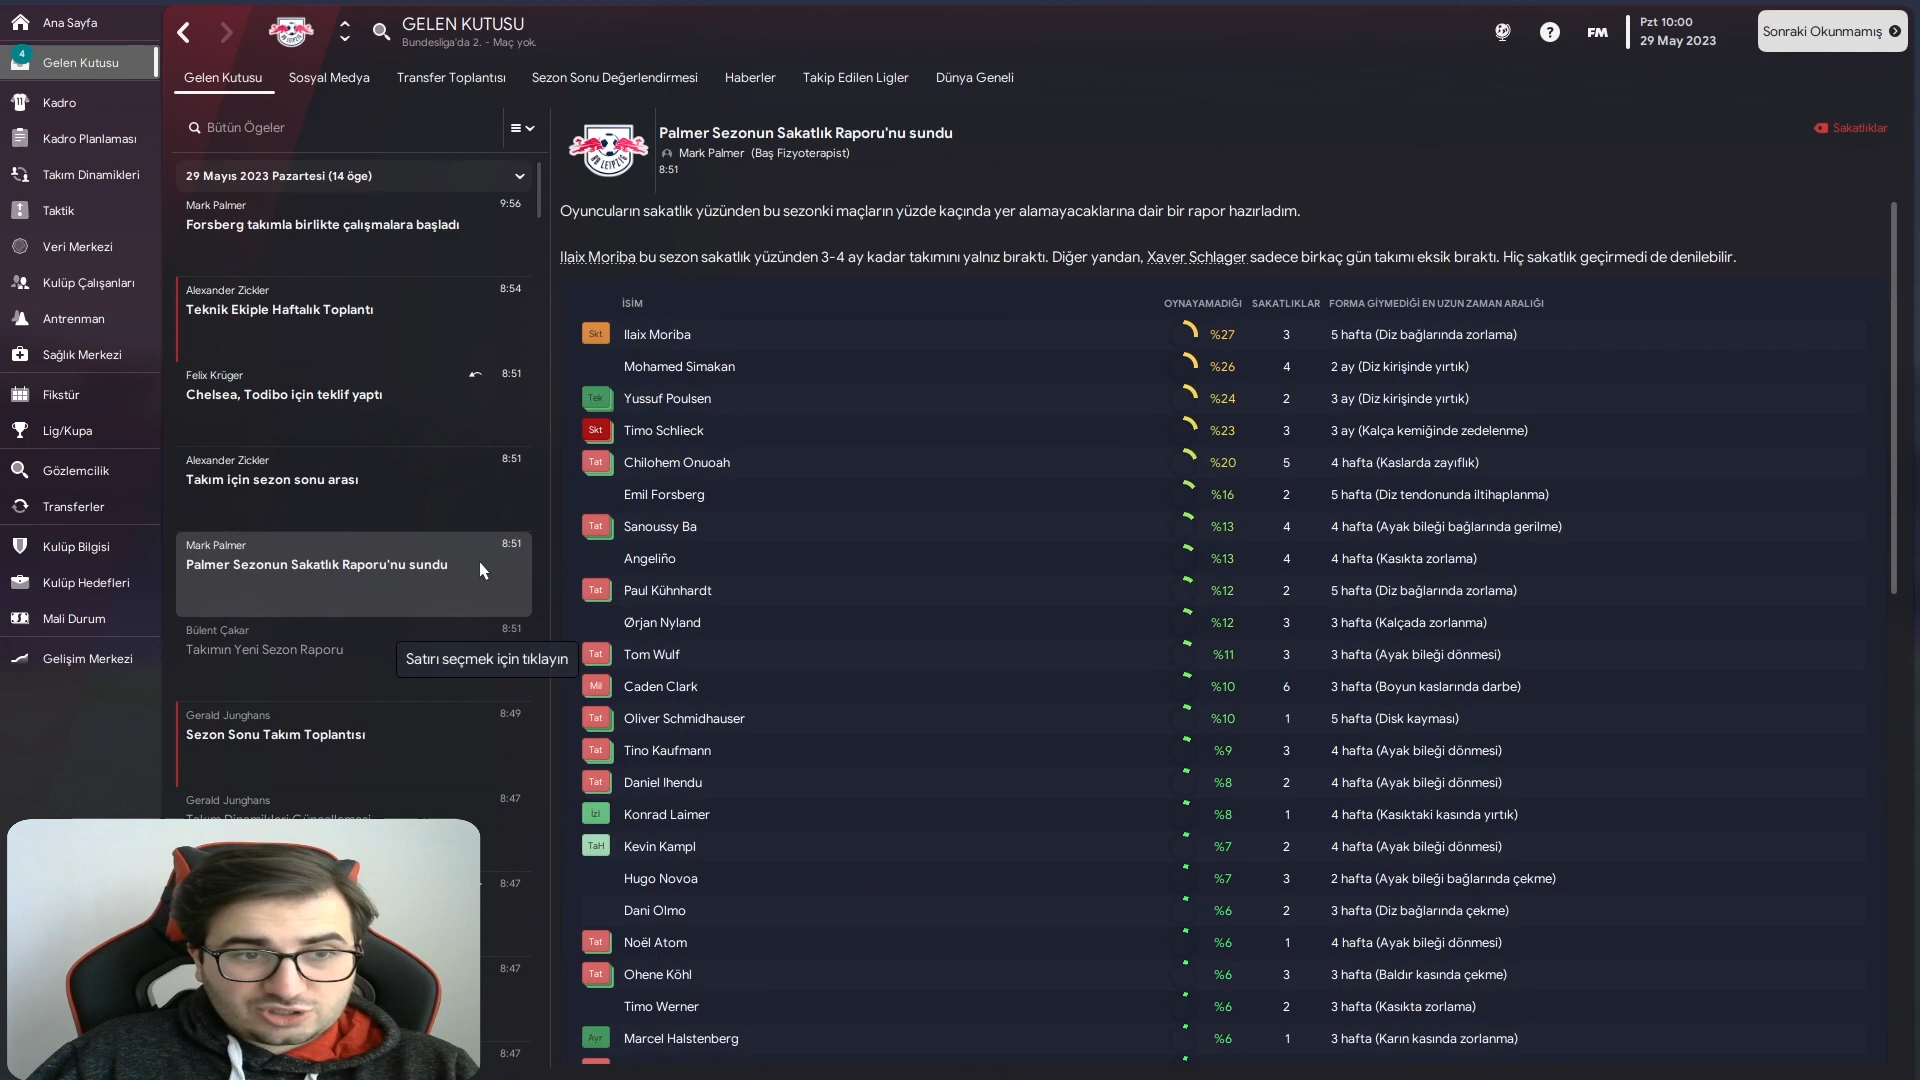 Ana Sayfa
4
Gelen Kutusu
Kadro
Kadro Planlaması
Takım Dinamikleri
Taktik
Veri Merkezi
Kulüp Çalışanları
Antrenman
Sağlık Merkezi
Fikstür
Lig/Kupa
Gözlemcilik
Transferler
Kulüp Bilgisi
Kulüp Hedefleri
Mali Durum
Gelişim Merkezi
GELEN KUTUSU
Bundesliga'da 2. - Maç yok.
FM
Pzt 10:00
29 May 2023
Sonraki Okunmamış
Gelen Kutusu
Sosyal Medya
Transfer Toplantısı
Sezon Sonu Değerlendirmesi
Haberler
Takip Edilen Ligler
Dünya Geneli
Bütün Ögeler
29 Mayıs 2023 Pazartesi (14 öge)
Mark Palmer 9:56
Forsberg takımla birlikte çalışmalara başladı
Alexander Zickler 8:54
Teknik Ekiple Haftalık Toplantı
Felix Krüger 8:51
Chelsea, Todibo için teklif yaptı
Alexander Zickler 8:51
Takım için sezon sonu arası
Mark Palmer 8:51
Palmer Sezonun Sakatlık Raporu'nu sundu
Bülent Çakar 8:51
Takımın Yeni Sezon Raporu
Satırı seçmek için tıklayın
Gerald Junghans 8:49
Sezon Sonu Takım Toplantısı
Gerald Junghans 8:47
8:47
8:47
8:47
RB LEIPZIG
Palmer Sezonun Sakatlık Raporu'nu sundu
Mark Palmer (Baş Fizyoterapist)
8:51
Sakatlıklar
Oyuncuların sakatlık yüzünden bu sezonki maçların yüzde kaçında yer alamayacaklarına dair bir rapor hazırladım.
Ilaix Moriba bu sezon sakatlık yüzünden 3-4 ay kadar takımını yalnız bıraktı. Diğer yandan, Xaver Schlager sadece birkaç gün takımı eksik bıraktı. Hiç sakatlık geçirmedi de denilebilir.
İSİM OYNAYAMADIĞI SAKATLIKLAR FORMA GİYMEDİĞİ EN UZUN ZAMAN ARALIĞI
Skt Ilaix Moriba %27 3 5 hafta (Diz bağlarında zorlama)
Mohamed Simakan %26 4 2 ay (Diz kirişinde yırtık)
Tek Yussuf Poulsen %24 2 3 ay (Diz kirişinde yırtık)
Skt Timo Schlieck %23 3 3 ay (Kalça kemiğinde zedelenme)
Tat Chilohem Onuoah %20 5 4 hafta (Kaslarda zayıflık)
Emil Forsberg %16 2 5 hafta (Diz tendonunda iltihaplanma)
Tat Sanoussy Ba %13 4 4 hafta (Ayak bileği bağlarında gerilme)
Angeliño %13 4 4 hafta (Kasıkta zorlama)
Tat Paul Kühnhardt %12 2 5 hafta (Diz bağlarında zorlama)
Ørjan Nyland %12 3 3 hafta (Kalçada zorlanma)
Tat Tom Wulf %11 3 3 hafta (Ayak bileği dönmesi)
Mil Caden Clark %10 6 3 hafta (Boyun kaslarında darbe)
Tat Oliver Schmidhauser %10 1 5 hafta (Disk kayması)
Tat Tino Kaufmann %9 3 4 hafta (Ayak bileği dönmesi)
Tat Daniel Ihendu %8 2 4 hafta (Ayak bileği dönmesi)
İzl Konrad Laimer %8 1 4 hafta (Kasıktaki kasında yırtık)
TaH Kevin Kampl %7 2 4 hafta (Ayak bileği dönmesi)
Hugo Novoa %7 3 2 hafta (Ayak bileği bağlarında çekme)
Dani Olmo %6 2 3 hafta (Diz bağlarında çekme)
Tat Noël Atom %6 1 4 hafta (Ayak bileği dönmesi)
Tat Ohene Köhl %6 3 3 hafta (Baldır kasında çekme)
Timo Werner %6 2 3 hafta (Kasıkta zorlama)
Ayr Marcel Halstenberg %6 1 3 hafta (Karın kasında zorlanma)